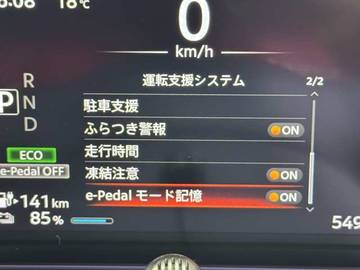 18℃
0
km/h
運転支援システム 2/2
R
P
N
D
駐車支援
ふらつき警報 ON
走行時間
ECO
凍結注意 ON
e-Pedal OFF
e-Pedal モード記憶 ON
141 km
85%
549